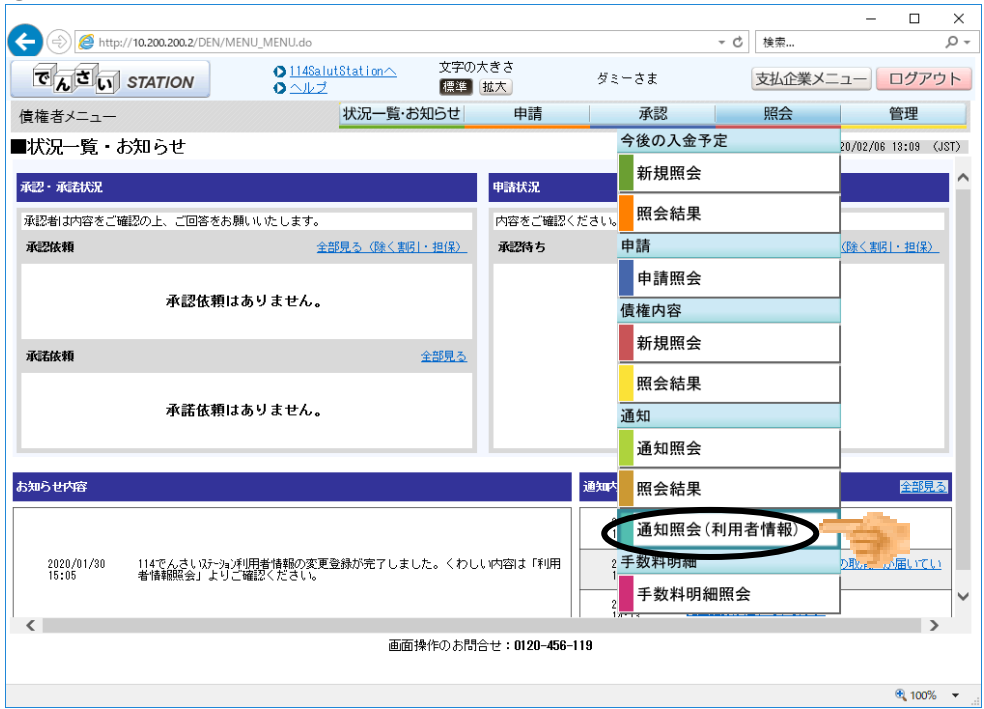 http://10.200.200.2/DEN/MENU_MENU.do
検索...
でんさい STATION
114SalutStationへ
ヘルプ
文字の大きさ
標準 拡大
ダミーさま
支払企業メニュー
ログアウト
債権者メニュー
状況一覧・お知らせ 申請 承認 照会 管理
■状況一覧・お知らせ
20/02/06 13:09 (JST)
承認・承諾状況
承認者は内容をご確認の上、ご回答をお願いいたします。
承認依頼 全部見る（除く割引・担保）
承認依頼はありません。
承諾依頼 全部見る
承諾依頼はありません。
申請状況
内容をご確認ください。
承認待ち
（除く割引・担保）
今後の入金予定
新規照会
照会結果
申請
申請照会
債権内容
新規照会
照会結果
通知
通知照会
照会結果
通知照会（利用者情報）
手数料明細
手数料明細照会
お知らせ内容
2020/01/30
15:05
114でんさいｽﾃｰｼｮﾝ利用者情報の変更登録が完了しました。くわしい内容は「利用
者情報照会」よりご確認ください。
通知内
全部見る
が届いてい
画面操作のお問合せ：0120-456-119
100%